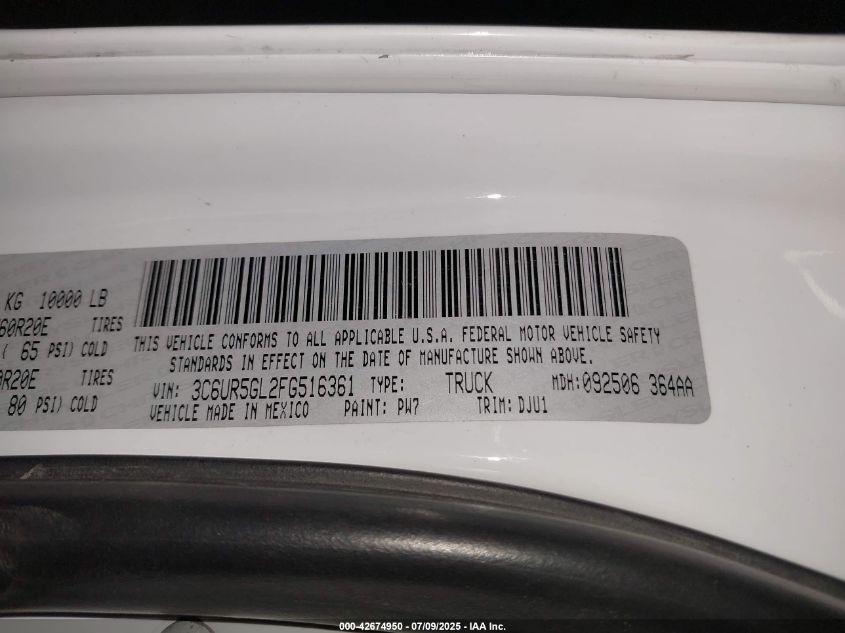 KG 10000 LB
60R20E TIRES
( 65 PSI) COLD
0R20E TIRES
80 PSI) COLD
THIS VEHICLE CONFORMS TO ALL APPLICABLE U.S.A. FEDERAL MOTOR VEHICLE SAFETY
STANDARDS IN EFFECT ON THE DATE OF MANUFACTURE SHOWN ABOVE.
VIN: 3C6UR5GL2FG516361 TYPE: TRUCK MDH:092506 364AA
VEHICLE MADE IN MEXICO PAINT: PW7 TRIM: DJU1
000-42674950 | 07/09/2025 - IAA Inc.